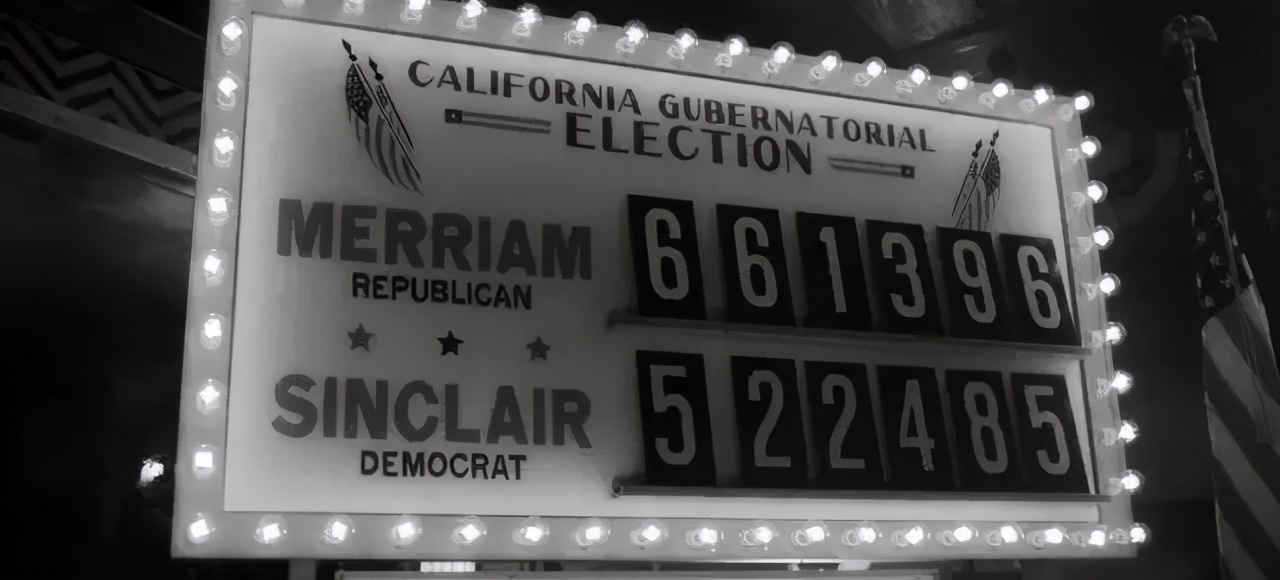 CALIFORNIA GUBERNATORIAL
ELECTION
MERRIAM 661396
REPUBLICAN
SINCLAIR 522485
DEMOCRAT